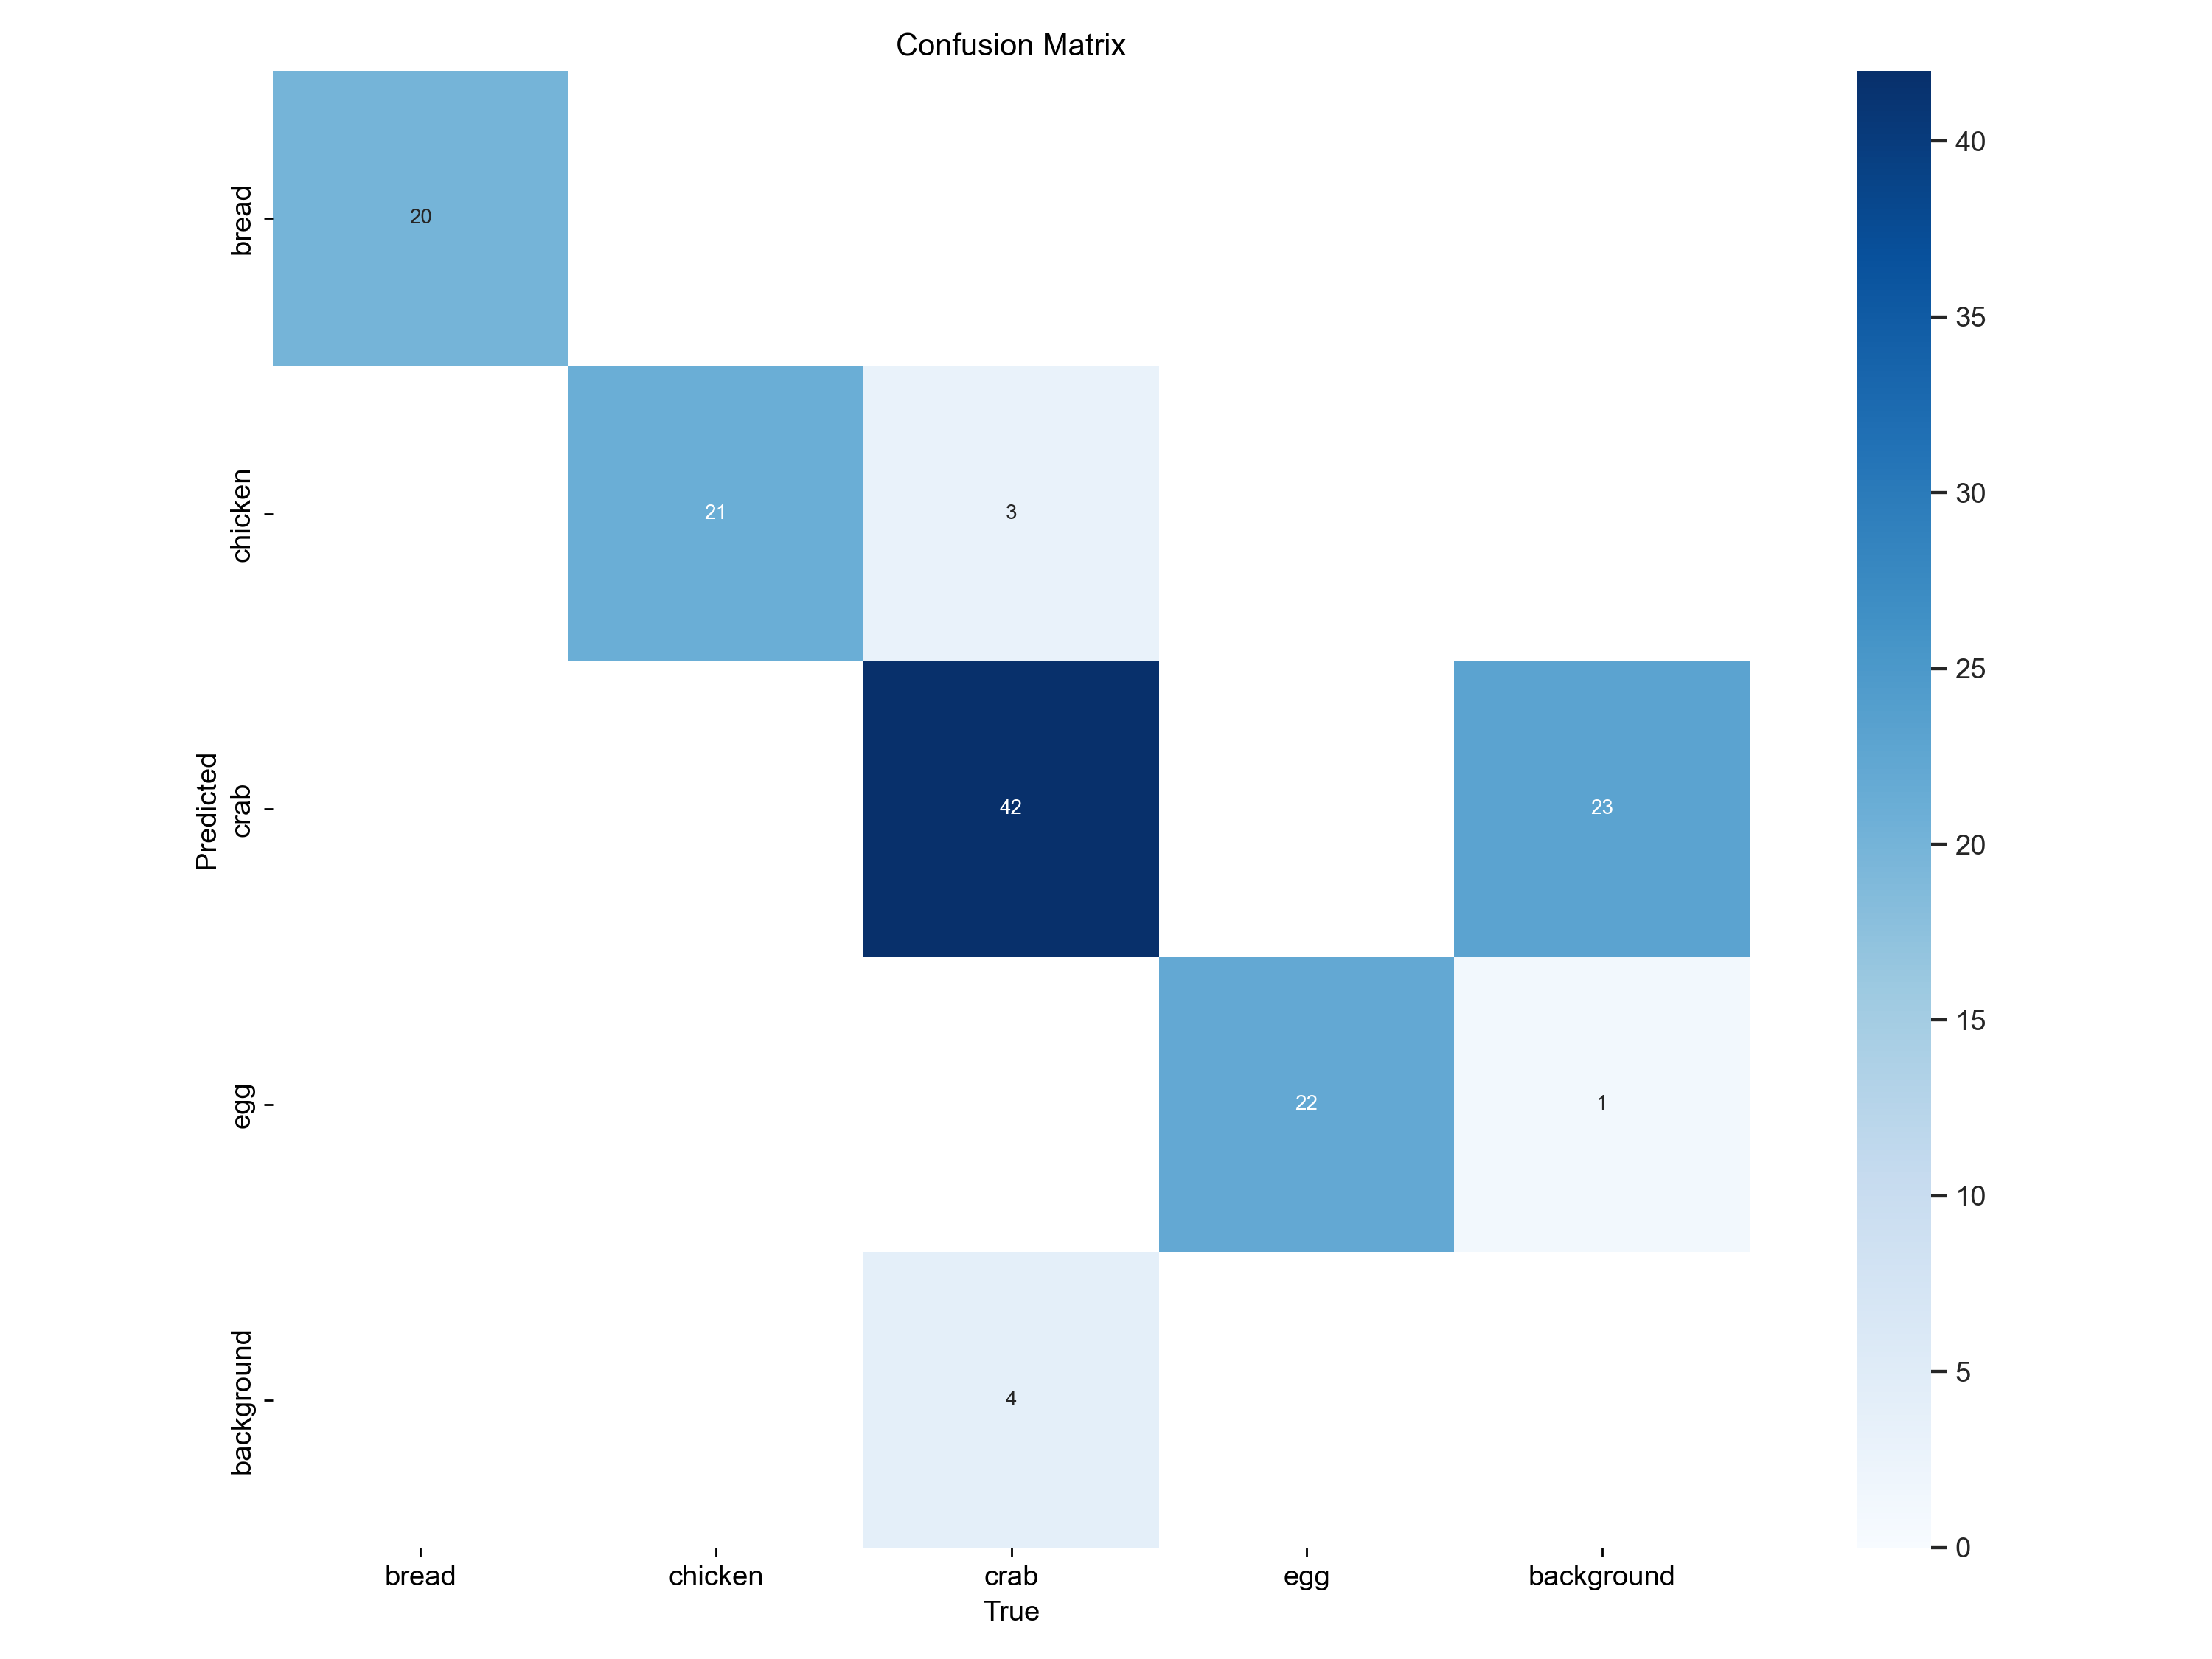 Confusion Matrix
bread
chicken
crab
egg
background
Predicted
20
21
3
42
23
22
1
4
bread
chicken
crab
egg
background
True
40
35
30
25
20
15
10
5
0